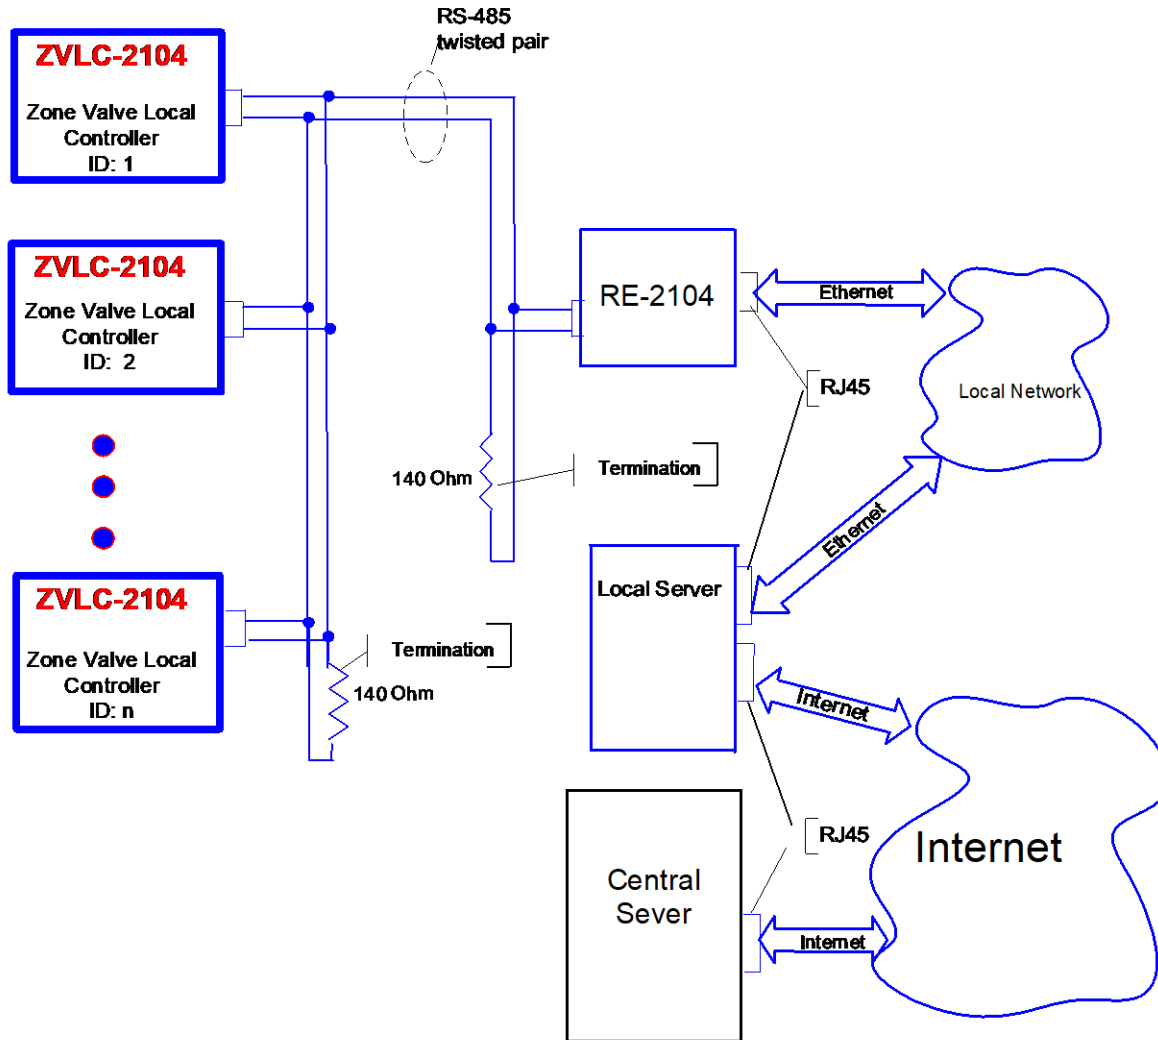 RS-485
twisted pair
ZVLC-2104
Zone Valve Local
Controller
ID: 1
ZVLC-2104
Zone Valve Local
Controller
ID: 2
RE-2104
Ethernet
Local Network
RJ45
140 Ohm
Termination
Ethernet
ZVLC-2104
Zone Valve Local
Controller
ID: n
Termination
140 Ohm
Local Server
Internet
RJ45
Internet
Central
Sever
Internet